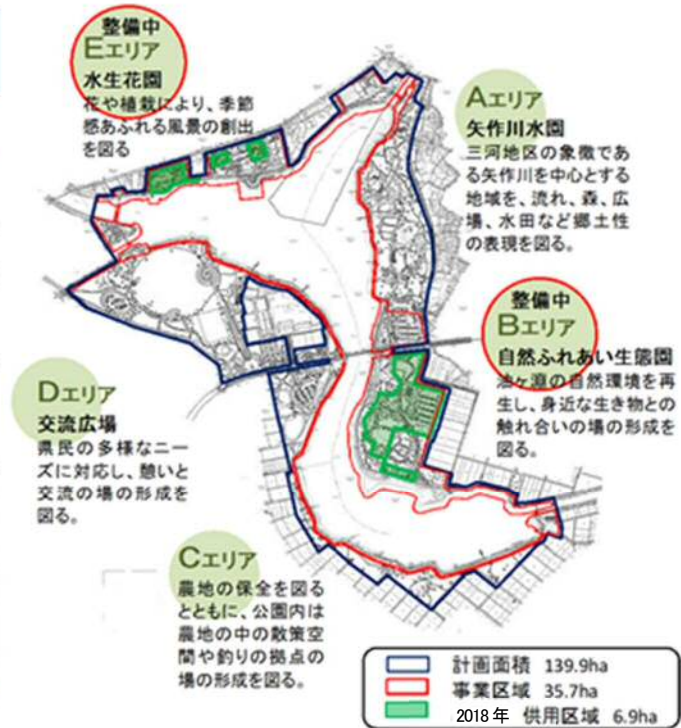 整備中
Eエリア
水生花園
花や植栽により、季節
感あふれる風景の創出
を図る
Aエリア
矢作川水園
三河地区の象徴であ
る矢作川を中心とする
地域を、流れ、森、広
場、水田など郷土性
の表現を図る。
整備中
Bエリア
自然ふれあい生態園
油ヶ淵の自然環境を再
生し、身近な生き物との
触れ合いの場の形成を
図る。
Dエリア
交流広場
県民の多様なニー
ズに対応し、憩いと
交流の場の形成を
図る。
Cエリア
農地の保全を図る
とともに、公園内は
農地の中の散策空
間や釣りの拠点の
場の形成を図る。
計画面積 139.9ha
事業区域 35.7ha
2018年 供用区域 6.9ha